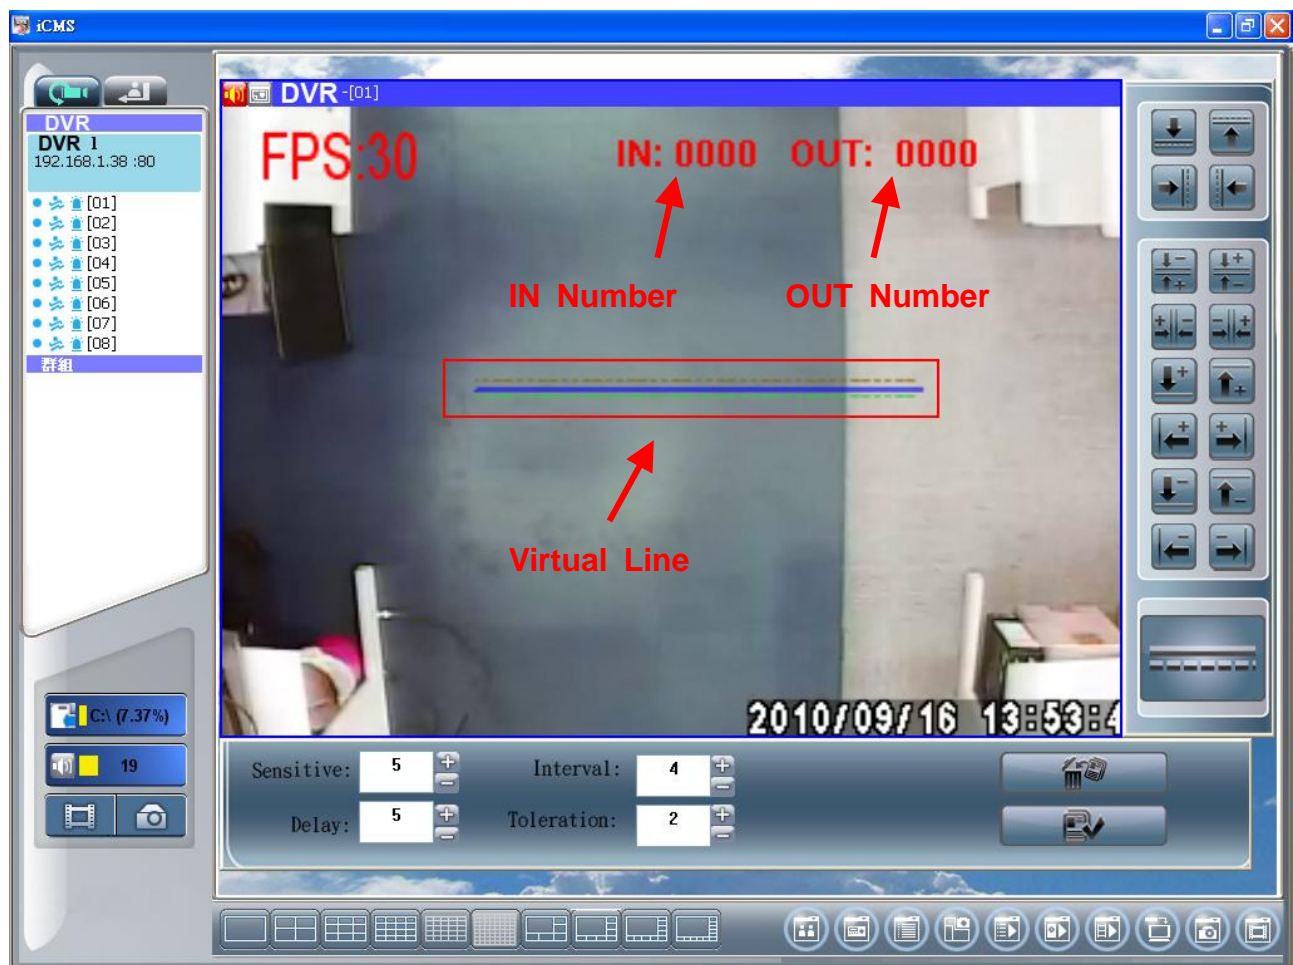 iCMS
DVR -[01]
DVR
DVR 1
192.168.1.38 :80
[01]
[02]
[03]
[04]
[05]
[06]
[07]
[08]
群組
FPS:30
IN: 0000 OUT: 0000
IN Number
OUT Number
Virtual Line
2010/09/16 13:53:4
C:\ (7.37%)
19
Sensitive: 5
Interval: 4
Delay: 5
Toleration: 2